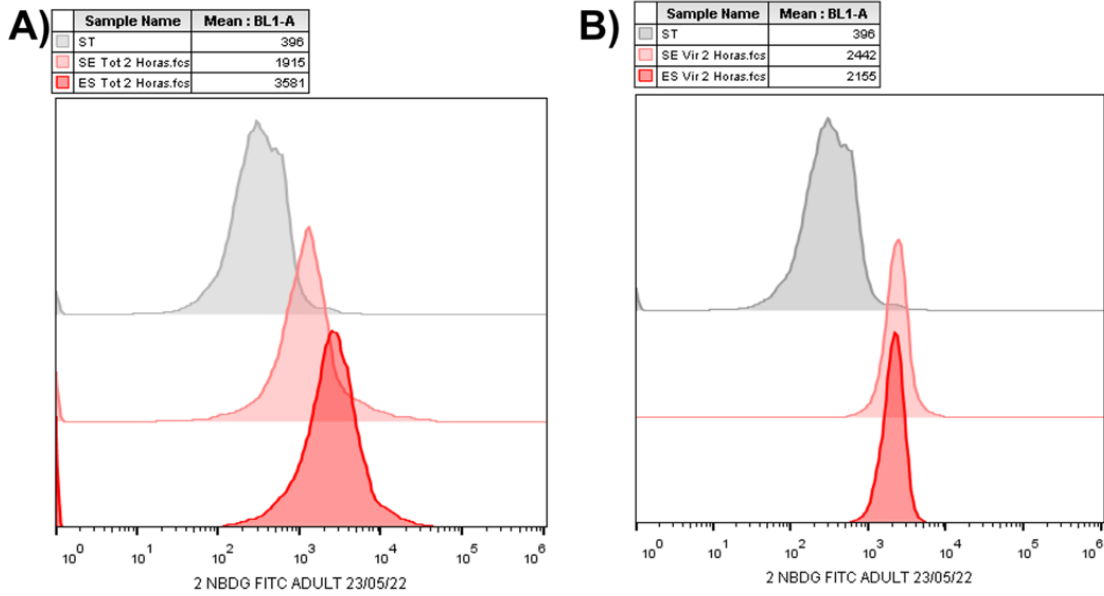 A)
Sample Name Mean : BL1-A
ST 396
SE Tot 2 Horas.fcs 1915
ES Tot 2 Horas.fcs 3581
10^0 10^1 10^2 10^3 10^4 10^5 10^6
2 NBDG FITC ADULT 23/05/22
B)
Sample Name Mean : BL1-A
ST 396
SE Vir 2 Horas.fcs 2442
ES Vir 2 Horas.fcs 2155
10^0 10^1 10^2 10^3 10^4 10^5 10^6
2 NBDG FITC ADULT 23/05/22